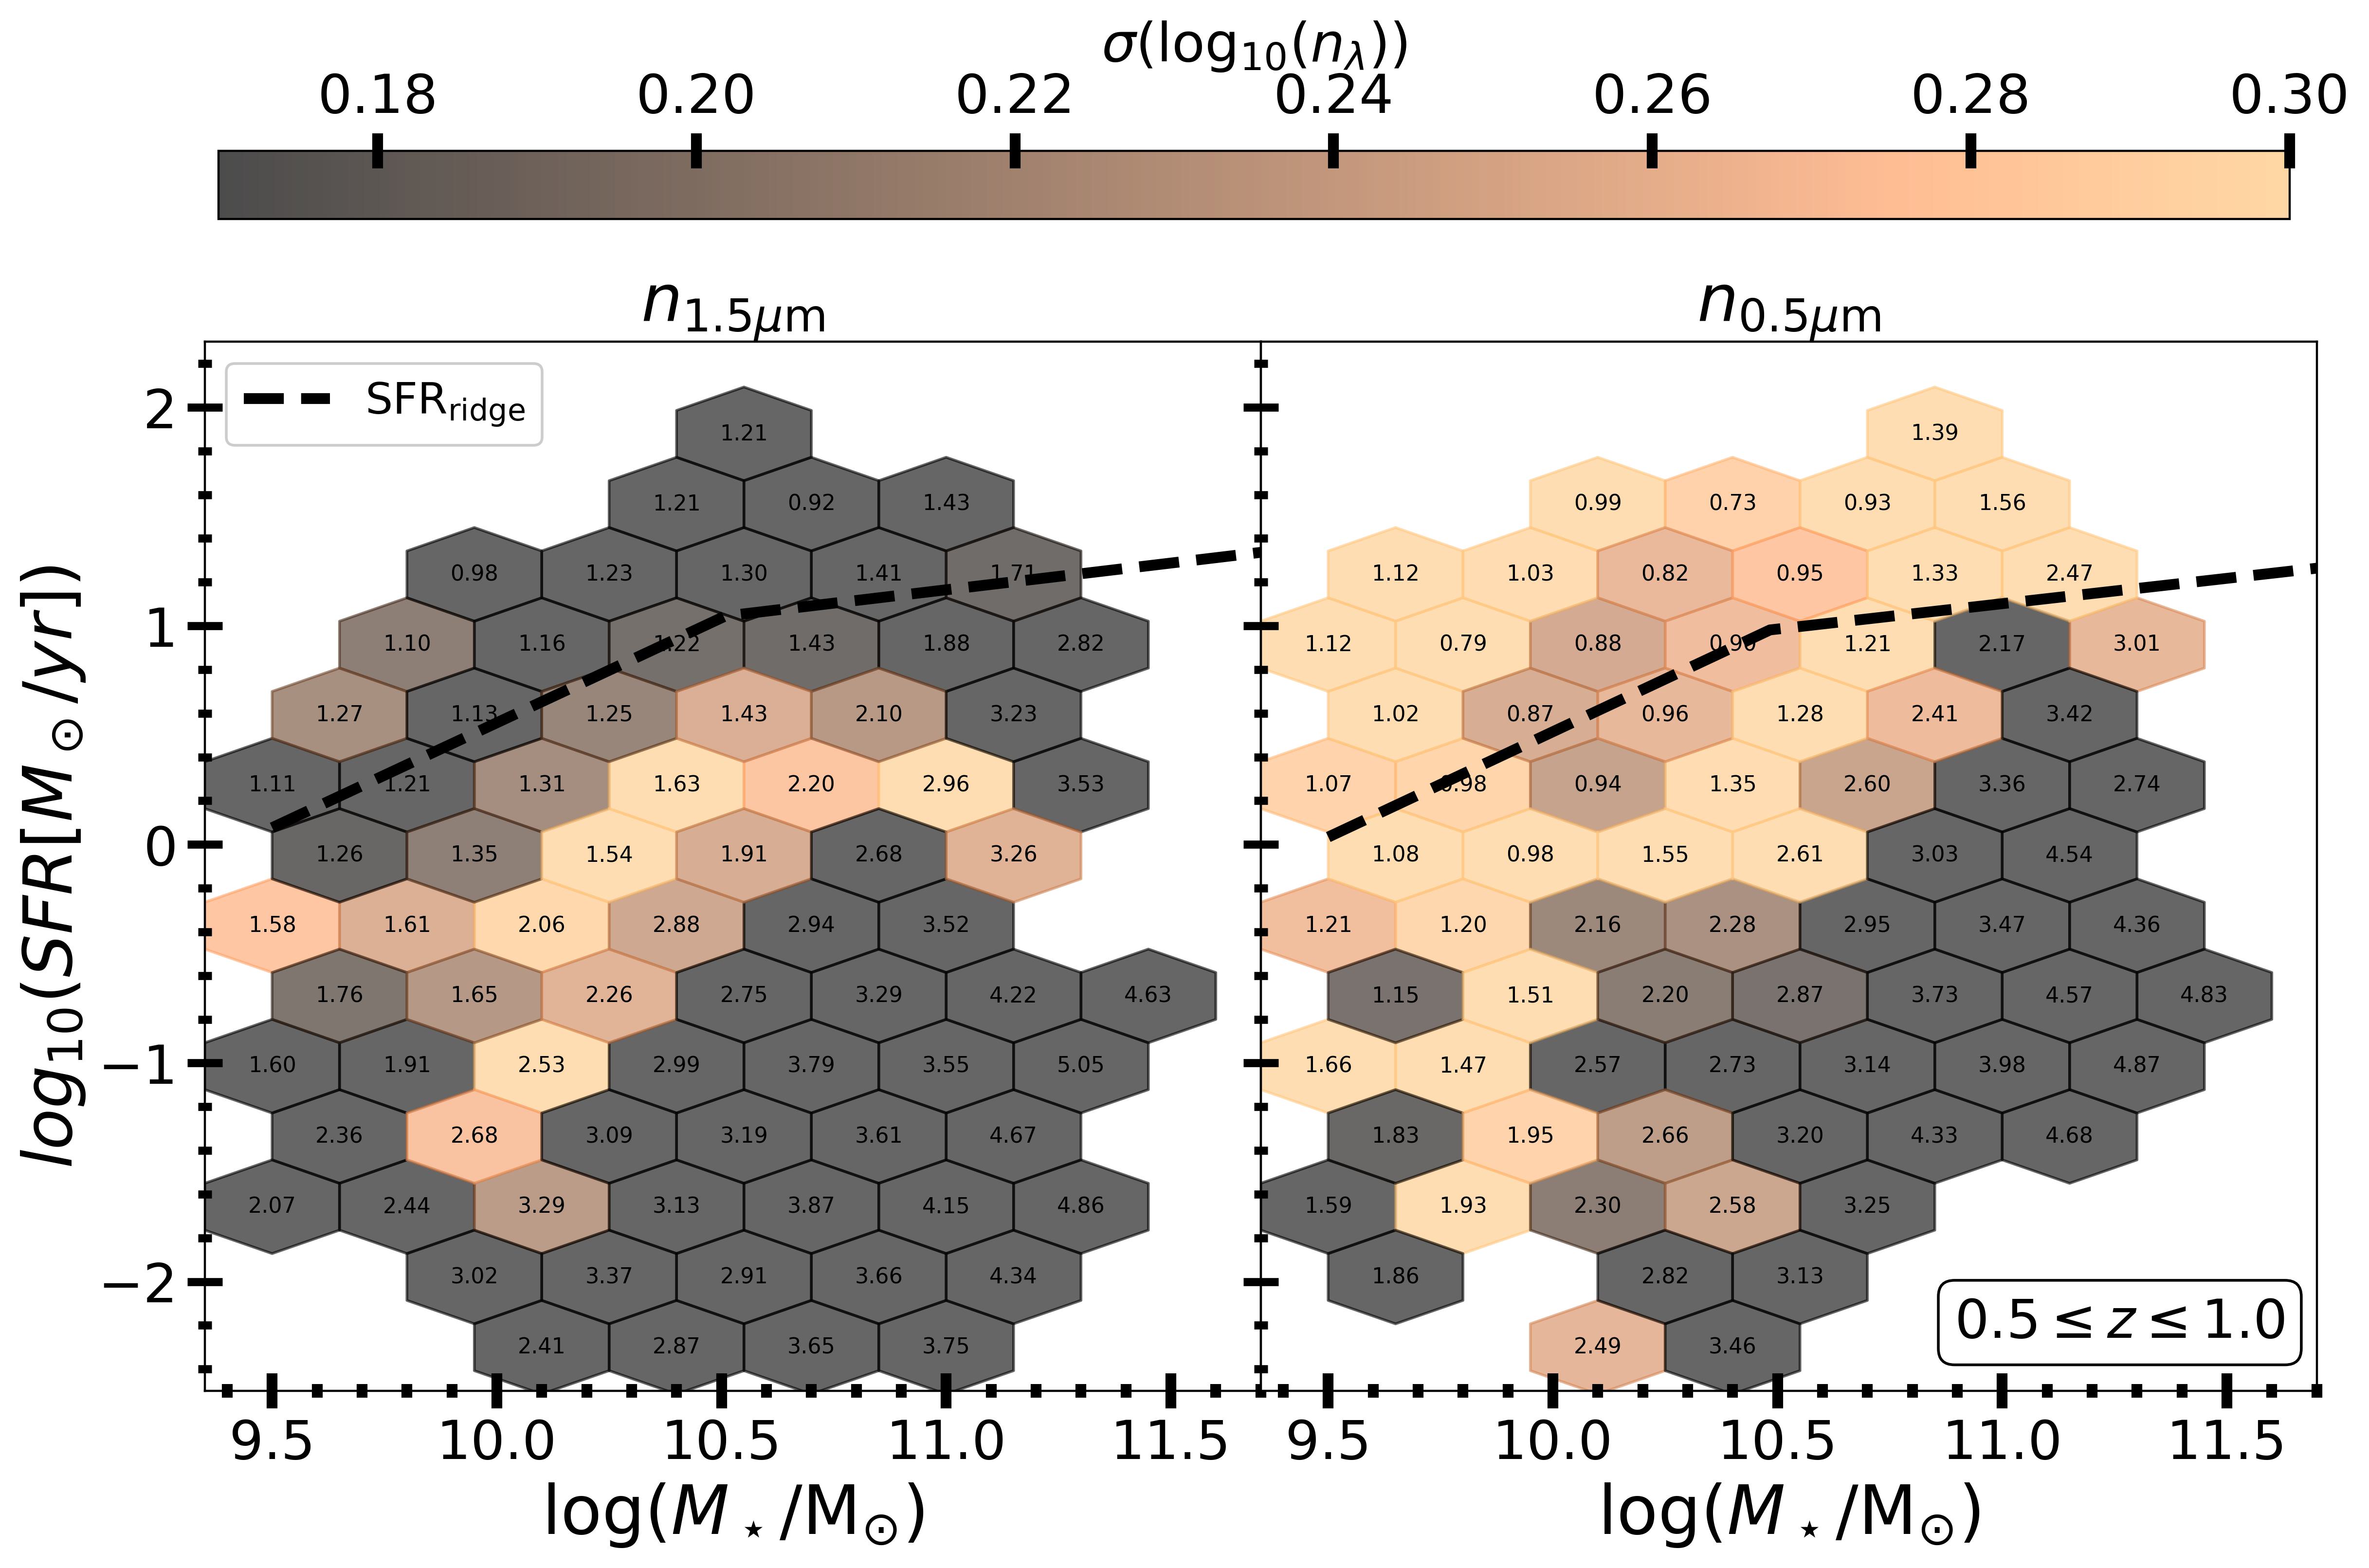 σ(log₁₀(n_λ))
0.18 0.20 0.22 0.24 0.26 0.28 0.30
n₁.₅μm n₀.₅μm
SFR_ridge
2
1
0
−1
−2
log₁₀(SFR[M⊙/yr])
1.21
1.21 0.92 1.43
0.98 1.23 1.30 1.41 1.71
1.10 1.16 1.22 1.43 1.88 2.82
1.27 1.13 1.25 1.43 2.10 3.23
1.11 1.21 1.31 1.63 2.20 2.96 3.53
1.26 1.35 1.54 1.91 2.68 3.26
1.58 1.61 2.06 2.88 2.94 3.52
1.76 1.65 2.26 2.75 3.29 4.22 4.63
1.60 1.91 2.53 2.99 3.79 3.55 5.05
2.36 2.68 3.09 3.19 3.61 4.67
2.07 2.44 3.29 3.13 3.87 4.15 4.86
3.02 3.37 2.91 3.66 4.34
2.41 2.87 3.65 3.75
1.39
0.99 0.73 0.93 1.56
1.12 1.03 0.82 0.95 1.33 2.47
1.12 0.79 0.88 0.90 1.21 2.17 3.01
1.02 0.87 0.96 1.28 2.41 3.42
1.07 0.98 0.94 1.35 2.60 3.36 2.74
1.08 0.98 1.55 2.61 3.03 4.54
1.21 1.20 2.16 2.28 2.95 3.47 4.36
1.15 1.51 2.20 2.87 3.73 4.57 4.83
1.66 1.47 2.57 2.73 3.14 3.98 4.87
1.83 1.95 2.66 3.20 4.33 4.68
1.59 1.93 2.30 2.58 3.25
1.86 2.82 3.13
2.49 3.46
0.5 ≤ z ≤ 1.0
9.5 10.0 10.5 11.0 11.5 9.5 10.0 10.5 11.0 11.5
log(M⋆/M⊙) log(M⋆/M⊙)